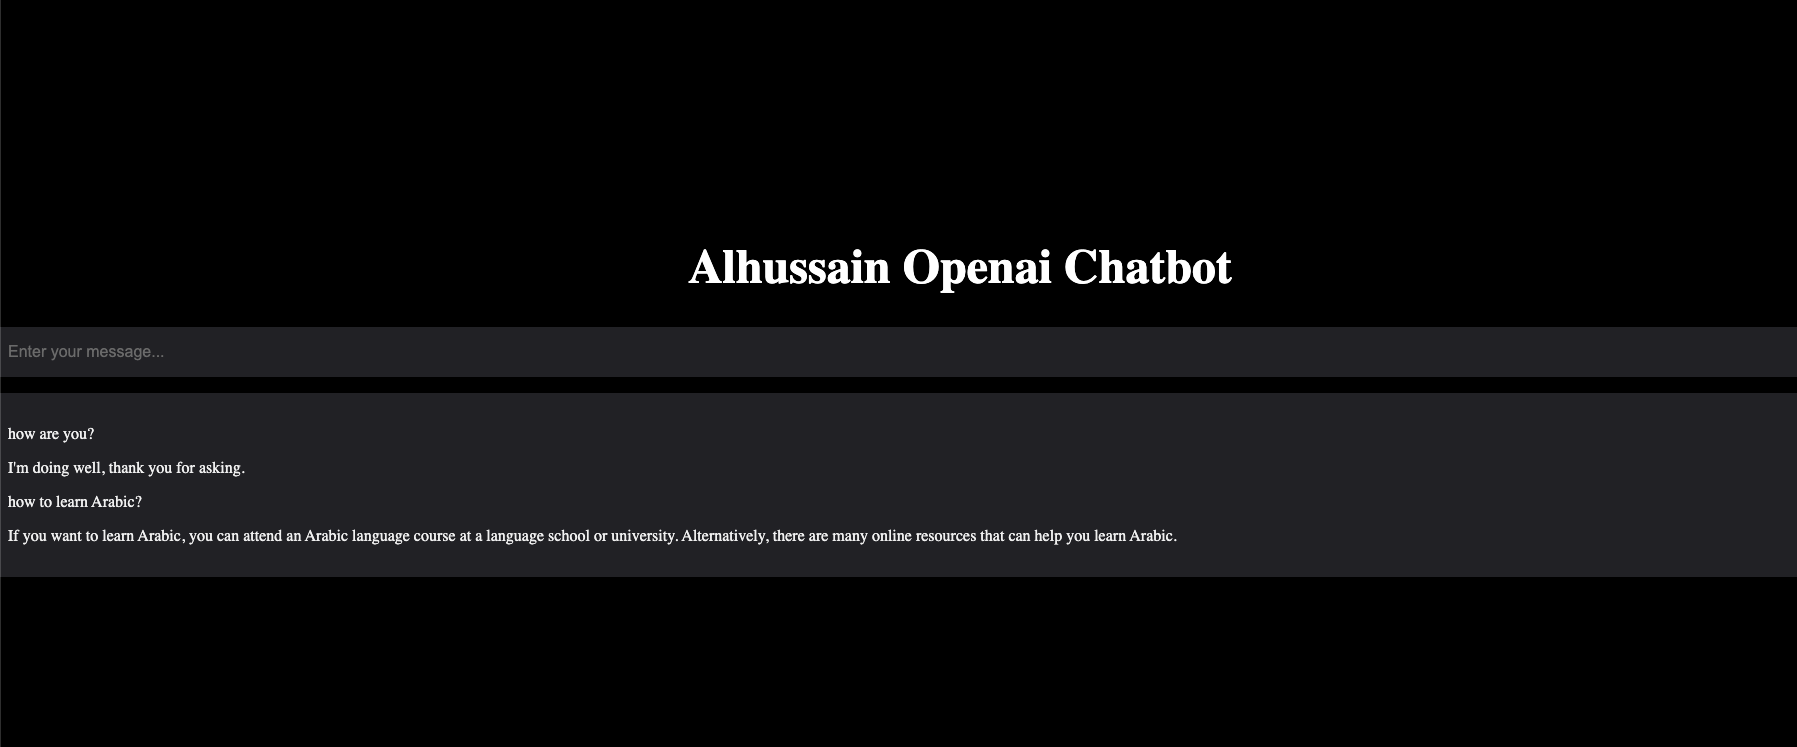 Alhussain Openai Chatbot
Enter your message...
how are you?
I'm doing well, thank you for asking.
how to learn Arabic?
If you want to learn Arabic, you can attend an Arabic language course at a language school or university. Alternatively, there are many online resources that can help you learn Arabic.